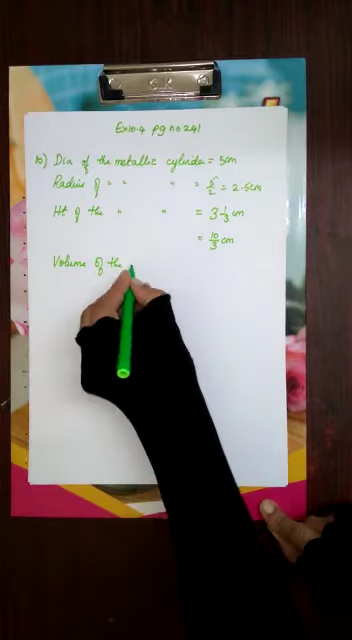 Ex10.4 pg no 241
10) Dia of the metallic cylinder = 5cm
Radius of " " " = 5/2 = 2.5cm
Ht of the " " = 3 1/3 cm
= 10/3 cm
Volume of the